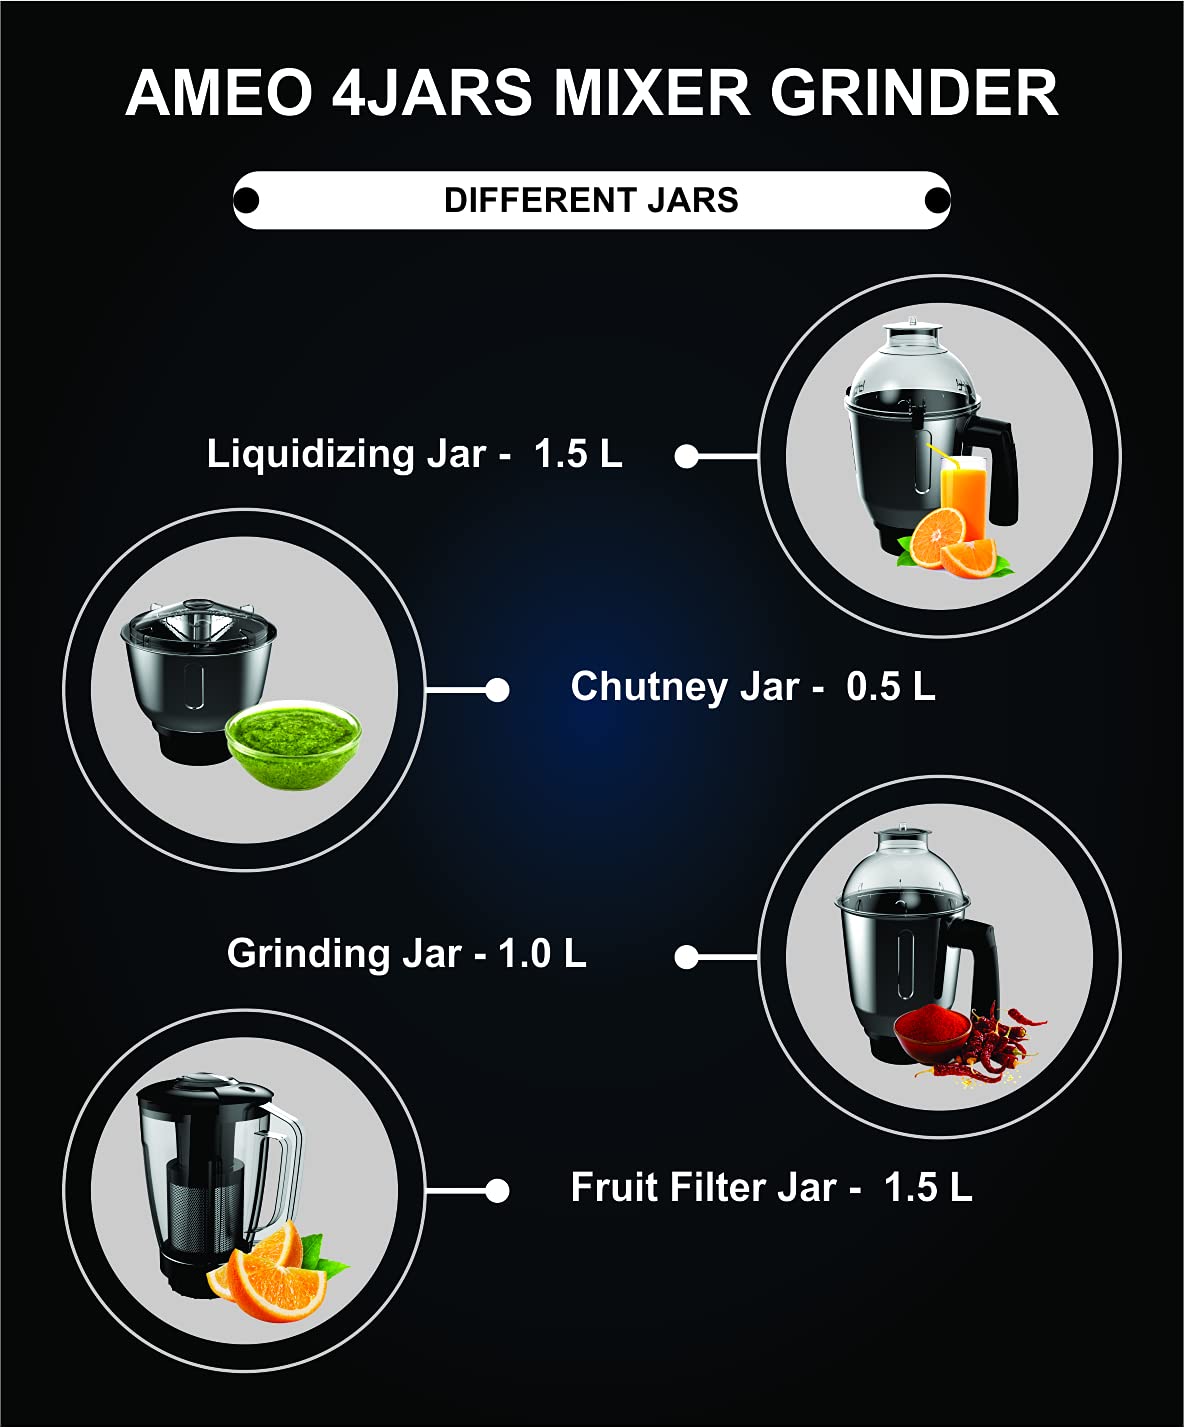 AMEO 4JARS MIXER GRINDER
DIFFERENT JARS
Liquidizing Jar - 1.5 L
Chutney Jar - 0.5 L
Grinding Jar - 1.0 L
Fruit Filter Jar - 1.5 L